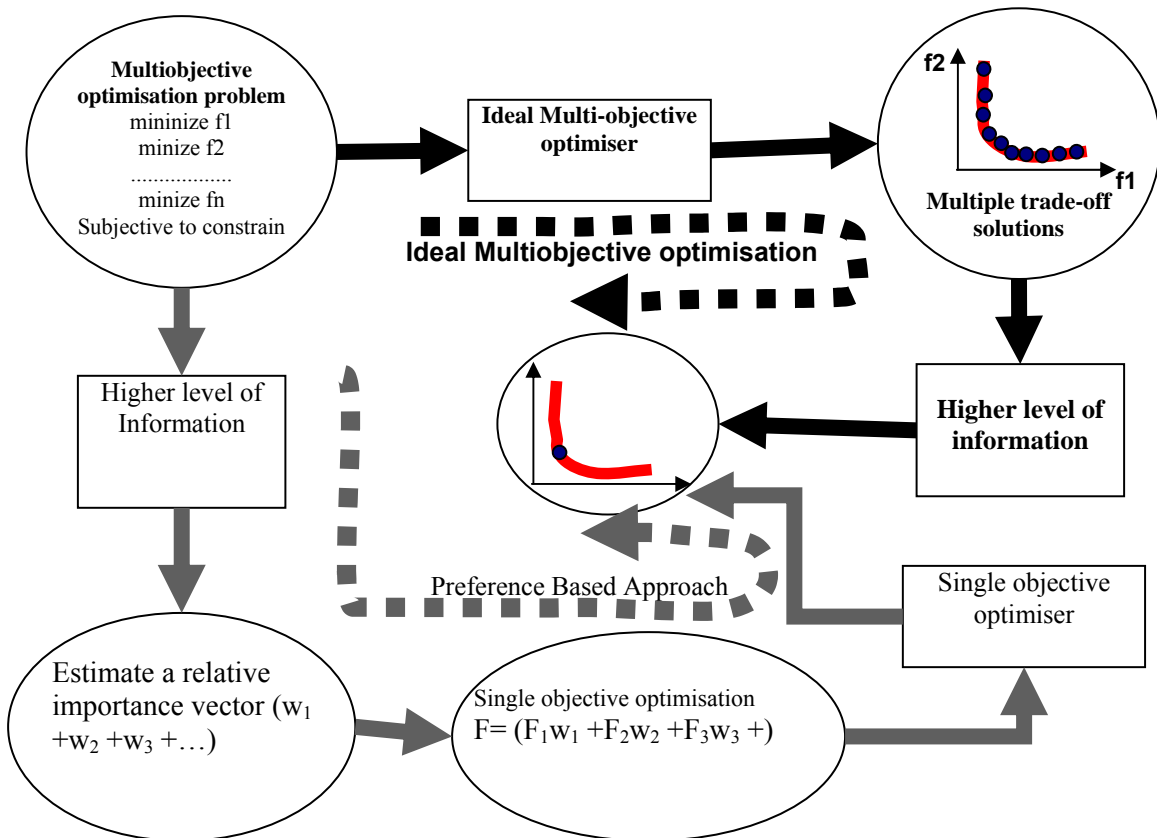 Multiobjective
optimisation problem
mininize f1
minize f2
..................
minize fn
Subjective to constrain
Ideal Multi-objective
optimiser
f2
f1
Multiple trade-off
solutions
Ideal Multiobjective optimisation
Higher level of
Information
Higher level of
information
Preference Based Approach
Single objective
optimiser
Estimate a relative
importance vector (w₁
+w₂ +w₃ +…)
Single objective optimisation
F= (F₁w₁ +F₂w₂ +F₃w₃ +)